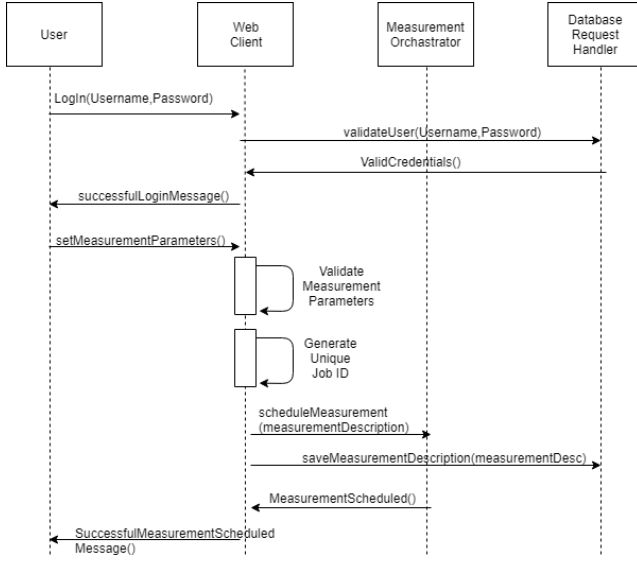 User
Web
Client
Measurement
Orchastrator
Database
Request
Handler
LogIn(Username,Password)
validateUser(Username,Password)
ValidCredentials()
successfulLoginMessage()
setMeasurementParameters()
Validate
Measurement
Parameters
Generate
Unique
Job ID
scheduleMeasurement
(measurementDescription)
saveMeasurementDescription(measurementDesc)
MeasurementScheduled()
SuccessfulMeasurementScheduled
Message()